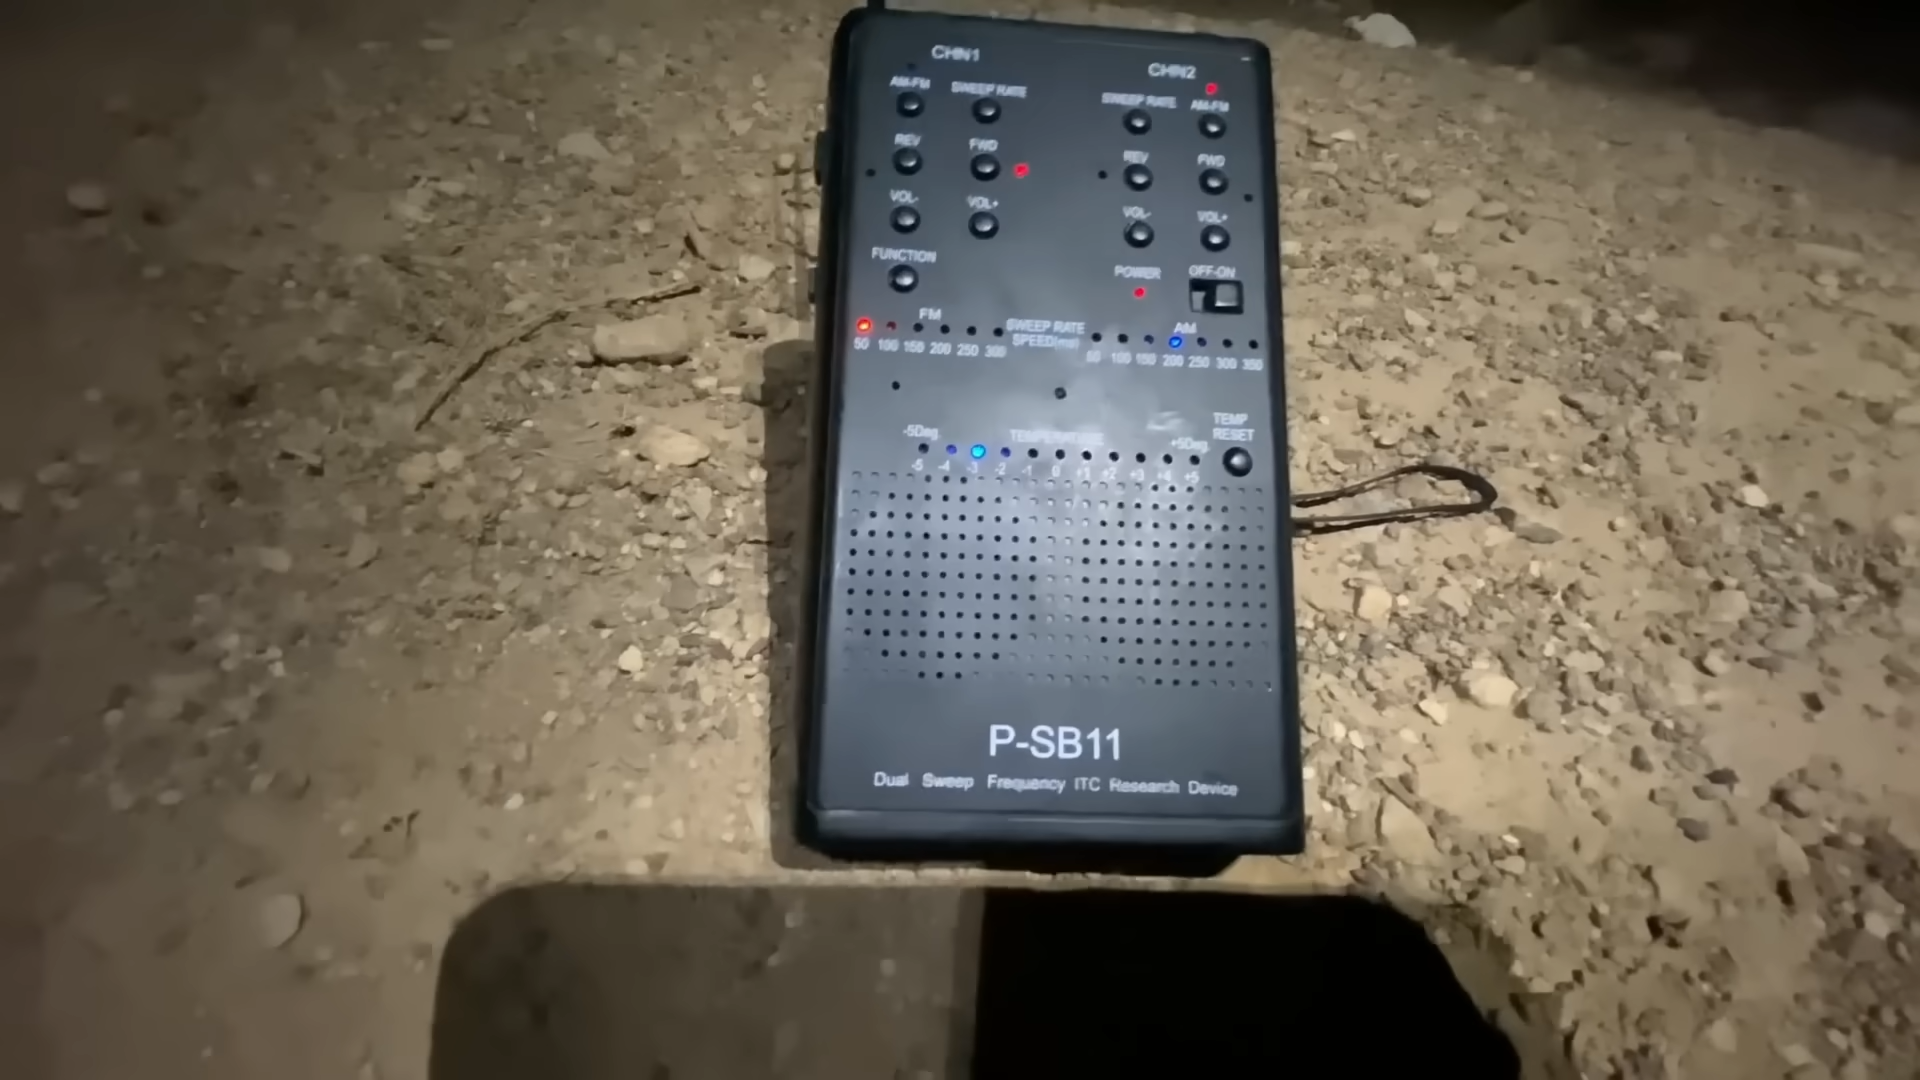 CHN1 CHN2
AM-FM SWEEP RATE SWEEP RATE AM-FM
REV FWD REV FWD
VOL- VOL+ VOL- VOL+
FUNCTION POWER OFF-ON
FM SWEEP RATE AM
SPEED(ms)
50 100 150 200 250 300 50 100 150 200 250 300 350
TEMP
RESET
-5Deg TEMPERATURE +5Deg
-5 -4 -3 -2 -1 0 +1 +2 +3 +4 +5
P-SB11
Dual Sweep Frequency ITC Research Device